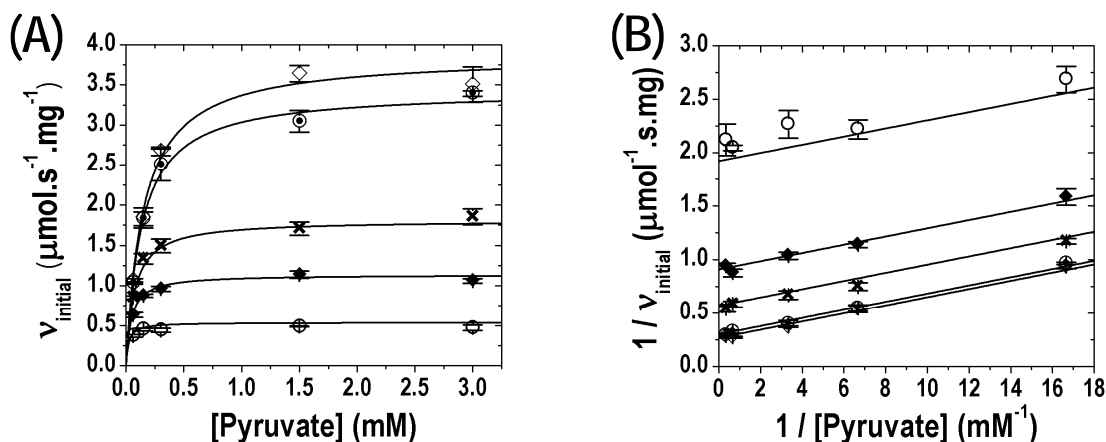 (A)
4.0
3.5
3.0
2.5
2.0
1.5
1.0
0.5
0.0
ν initial (μmol.s⁻¹.mg⁻¹)
0.0 0.5 1.0 1.5 2.0 2.5 3.0
[Pyruvate] (mM)
(B)
3.0
2.5
2.0
1.5
1.0
0.5
0.0
1 / ν initial (μmol⁻¹.s.mg)
0 2 4 6 8 10 12 14 16 18
1 / [Pyruvate] (mM⁻¹)